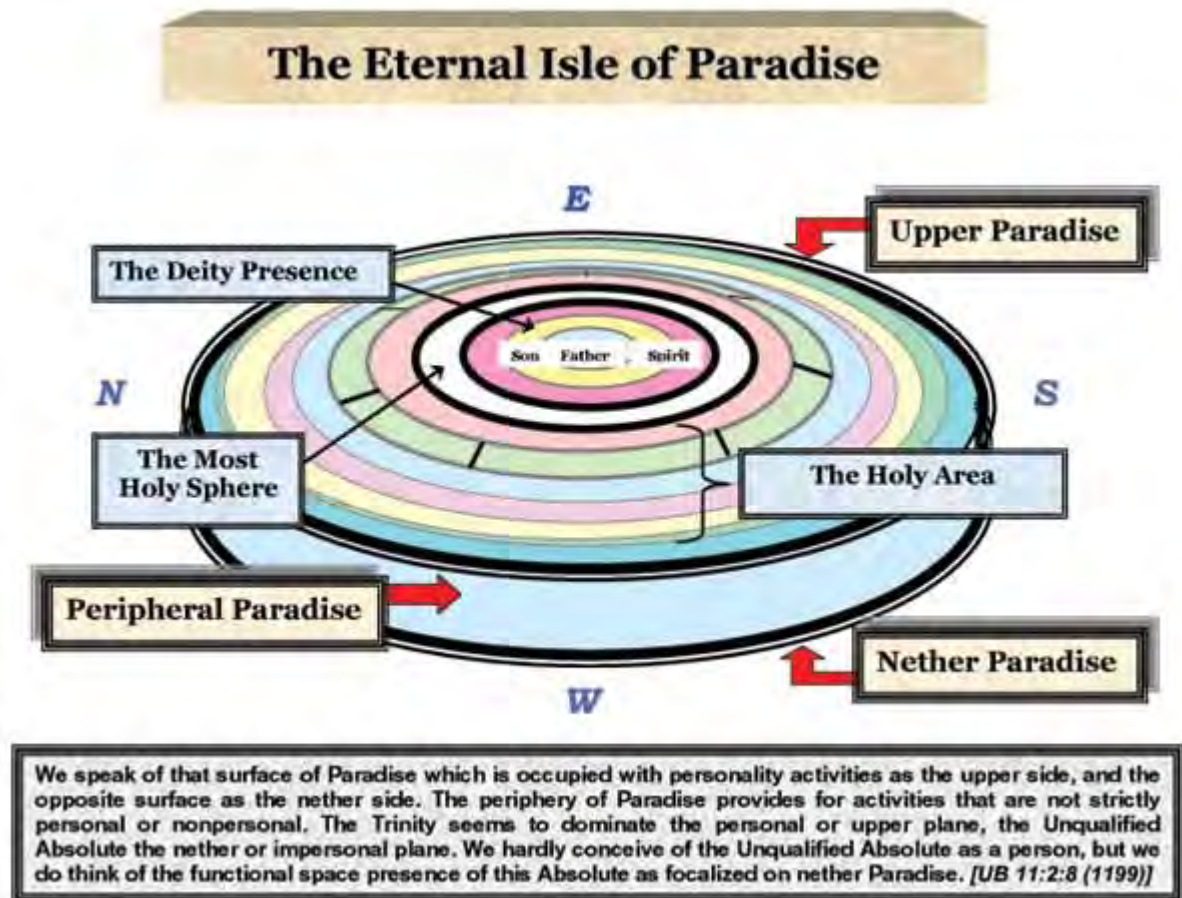 The Eternal Isle of Paradise
E
Upper Paradise
The Deity Presence
Son Father Spirit
N
S
The Most
Holy Sphere
The Holy Area
Peripheral Paradise
Nether Paradise
W
We speak of that surface of Paradise which is occupied with personality activities as the upper side, and the
opposite surface as the nether side. The periphery of Paradise provides for activities that are not strictly
personal or nonpersonal. The Trinity seems to dominate the personal or upper plane, the Unqualified
Absolute the nether or impersonal plane. We hardly conceive of the Unqualified Absolute as a person, but we
do think of the functional space presence of this Absolute as focalized on nether Paradise. [UB 11:2:8 (1199)]